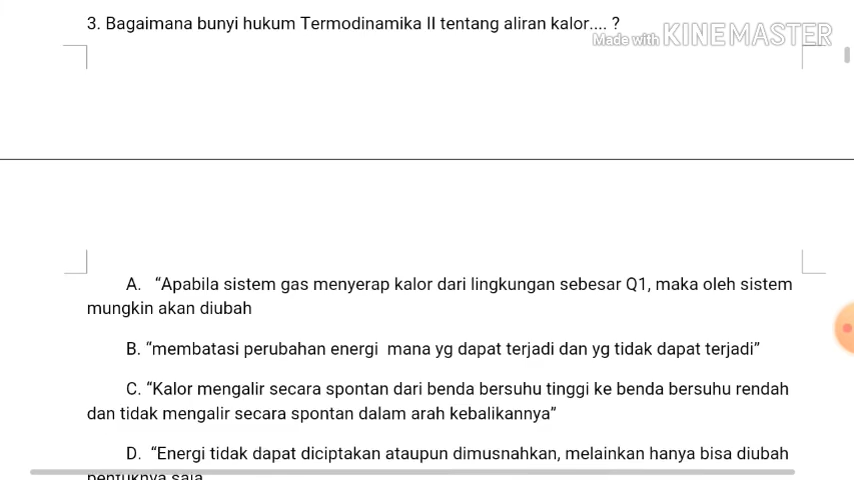 3. Bagaimana bunyi hukum Termodinamika II tentang aliran kalor.... ?
Made with KINEMASTER
A. “Apabila sistem gas menyerap kalor dari lingkungan sebesar Q1, maka oleh sistem
mungkin akan diubah
B. “membatasi perubahan energi mana yg dapat terjadi dan yg tidak dapat terjadi”
C. “Kalor mengalir secara spontan dari benda bersuhu tinggi ke benda bersuhu rendah
dan tidak mengalir secara spontan dalam arah kebalikannya”
D. “Energi tidak dapat diciptakan ataupun dimusnahkan, melainkan hanya bisa diubah
bentuknya saja